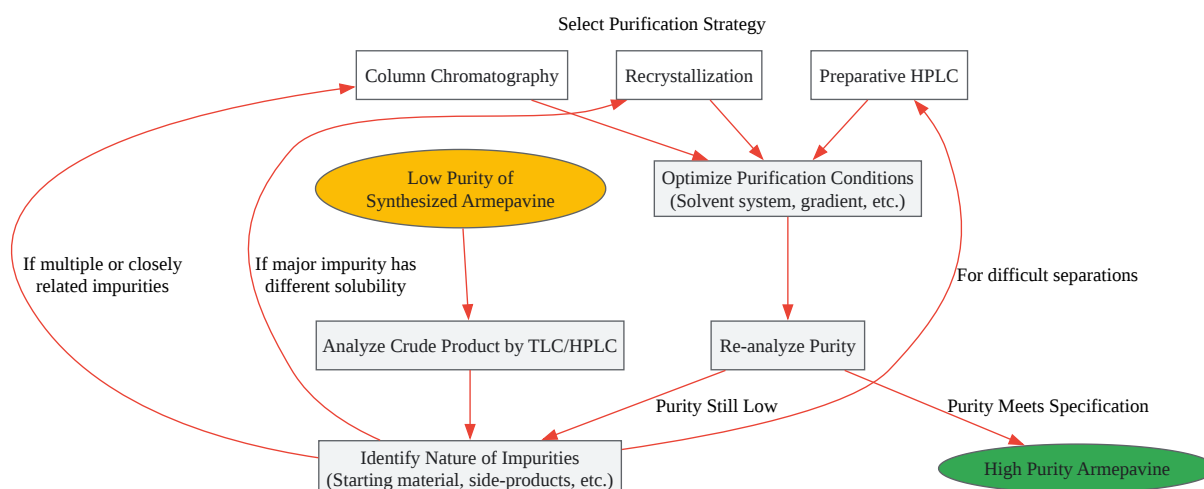 Select Purification Strategy
Column Chromatography
Recrystallization
Preparative HPLC
Low Purity of
Synthesized Armepavine
Optimize Purification Conditions
(Solvent system, gradient, etc.)
If multiple or closely
related impurities
If major impurity has
different solubility
For difficult separations
Analyze Crude Product by TLC/HPLC
Re-analyze Purity
Purity Still Low
Purity Meets Specification
Identify Nature of Impurities
(Starting material, side-products, etc.)
High Purity Armepavine